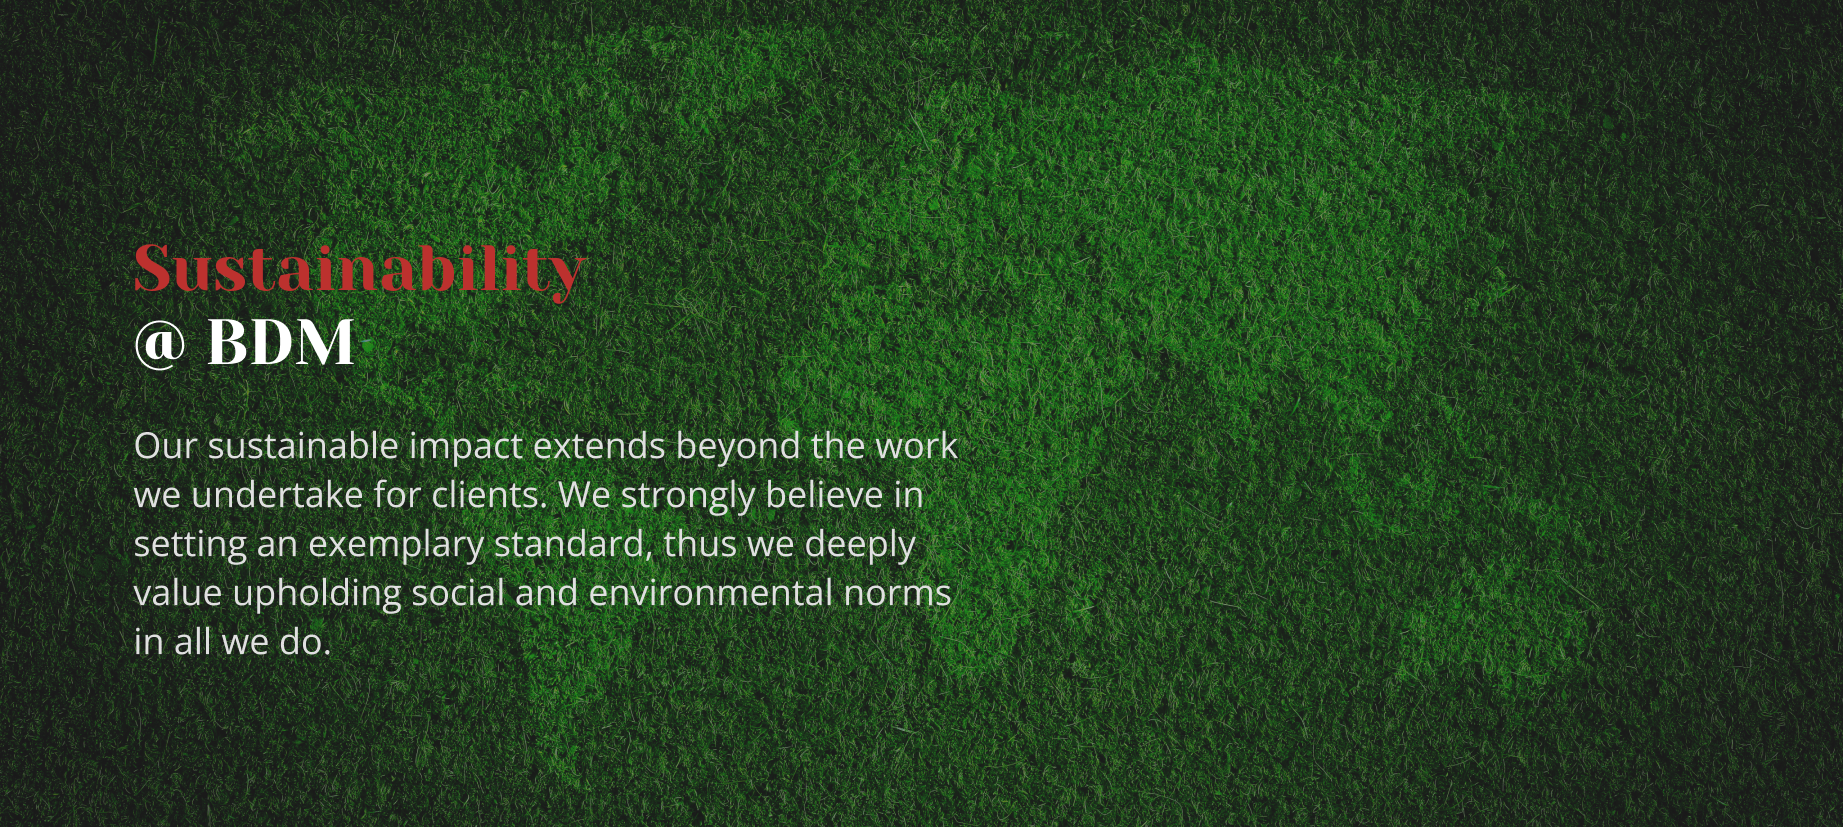 Sustainability
@ BDM
Our sustainable impact extends beyond the work
we undertake for clients. We strongly believe in
setting an exemplary standard, thus we deeply
value upholding social and environmental norms
in all we do.